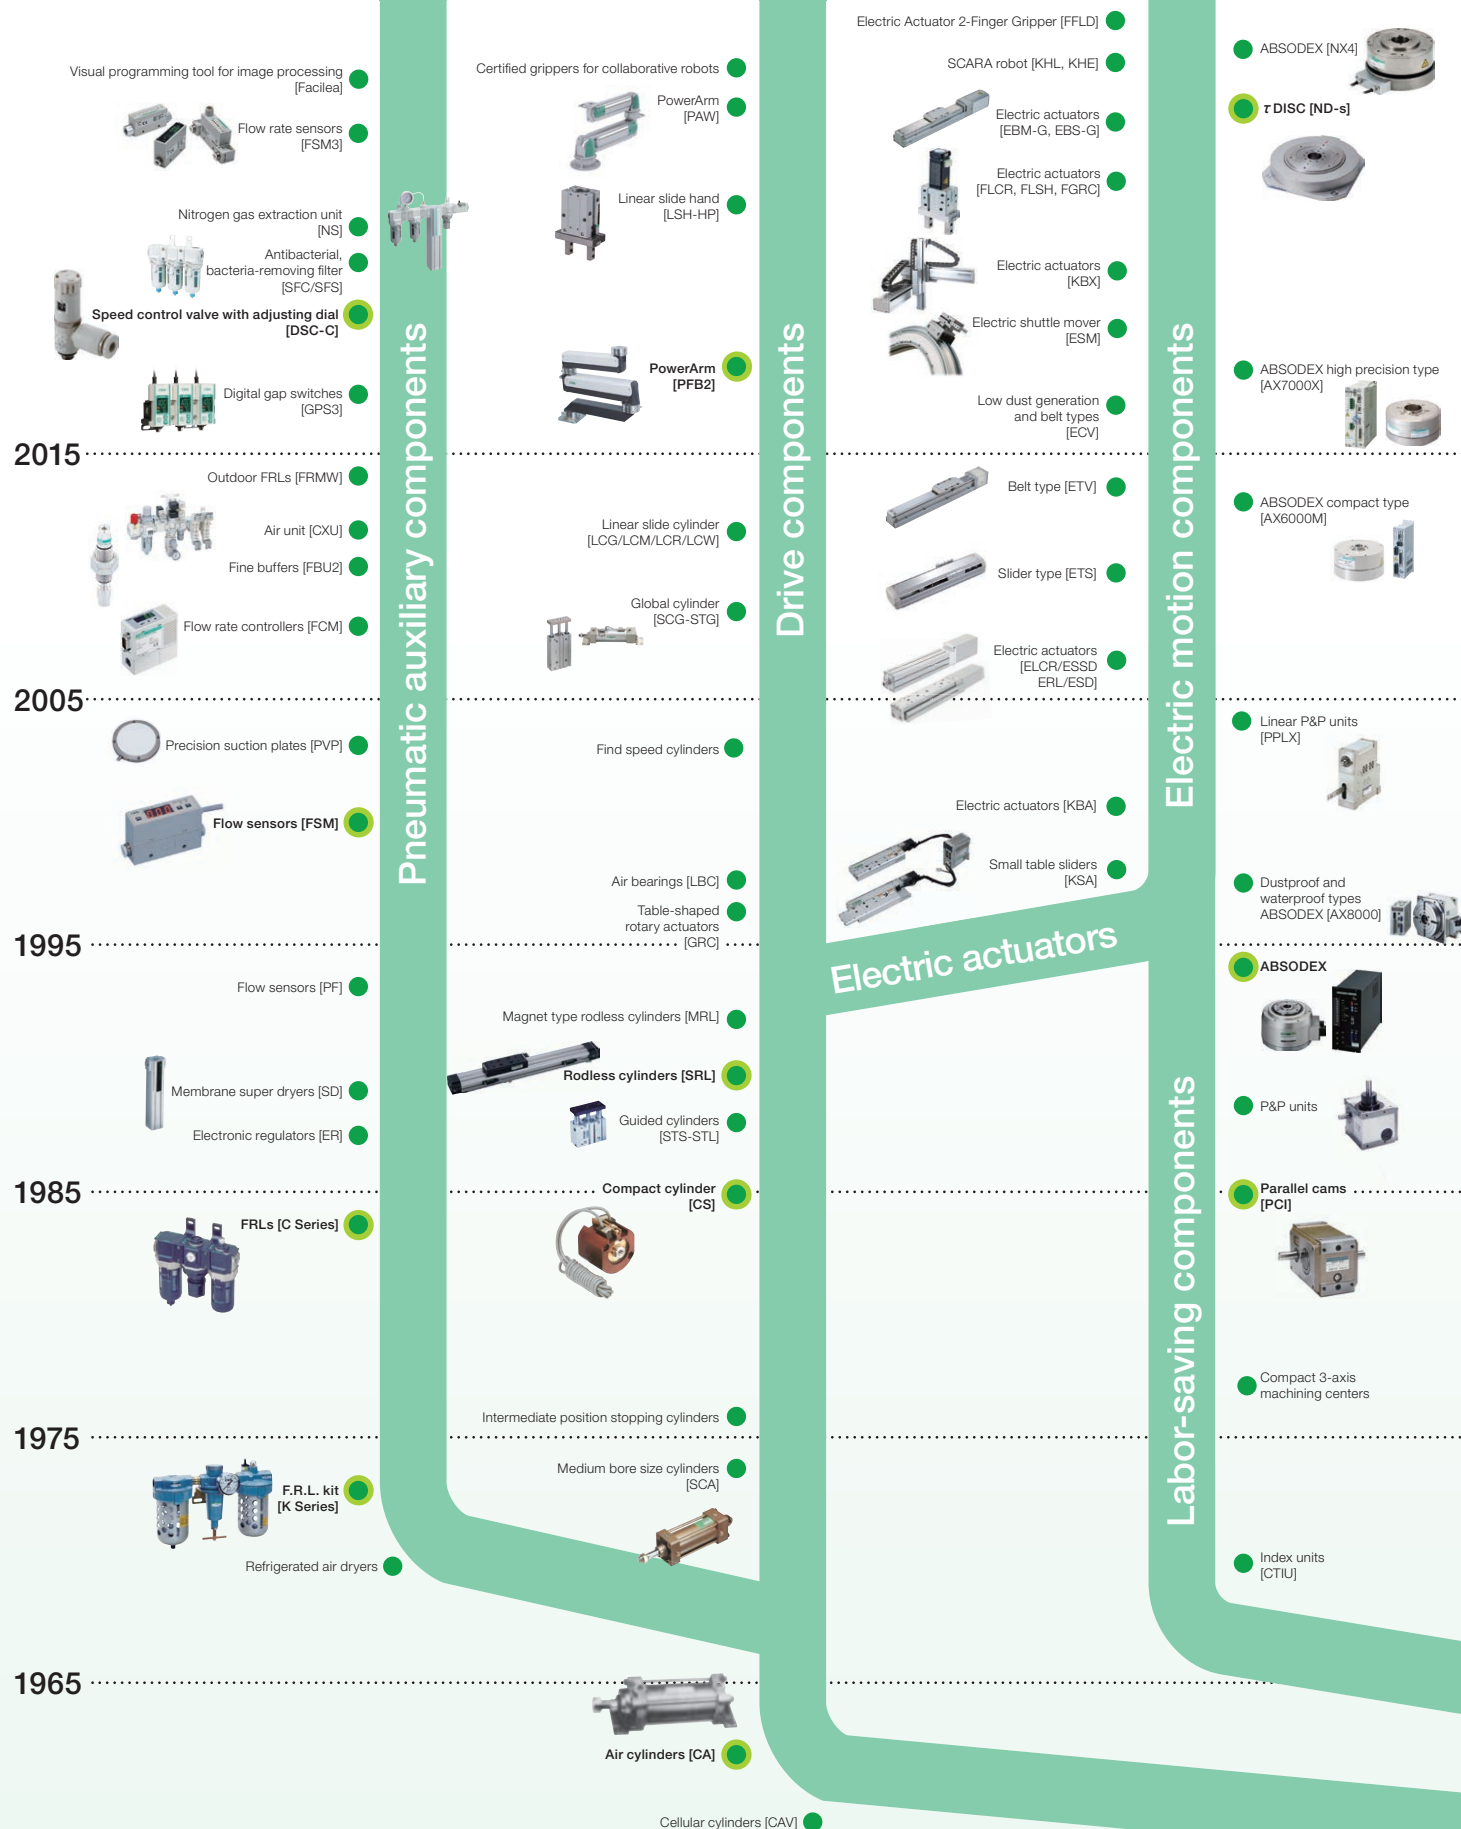 Visual programming tool for image processing
[Facilea]
Flow rate sensors
[FSM3]
Nitrogen gas extraction unit
[NS]
Antibacterial,
bacteria-removing filter
[SFC/SFS]
Speed control valve with adjusting dial
[DSC-C]
Digital gap switches
[GPS3]
2015
Outdoor FRLs [FRMW]
Air unit [CXU]
Fine buffers [FBU2]
Flow rate controllers [FCM]
2005
Precision suction plates [PVP]
Flow sensors [FSM]
1995
Flow sensors [PF]
Membrane super dryers [SD]
Electronic regulators [ER]
1985
FRLs [C Series]
1975
F.R.L. kit
[K Series]
Refrigerated air dryers
1965
Pneumatic auxiliary components
Certified grippers for collaborative robots
PowerArm
[PAW]
Linear slide hand
[LSH-HP]
PowerArm
[PFB2]
Linear slide cylinder
[LCG/LCM/LCR/LCW]
Global cylinder
[SCG-STG]
Find speed cylinders
Air bearings [LBC]
Table-shaped
rotary actuators
[GRC]
Magnet type rodless cylinders [MRL]
Rodless cylinders [SRL]
Guided cylinders
[STS-STL]
Compact cylinder
[CS]
Intermediate position stopping cylinders
Medium bore size cylinders
[SCA]
Air cylinders [CA]
Cellular cylinders [CAV]
Drive components
Electric Actuator 2-Finger Gripper [FFLD]
SCARA robot [KHL, KHE]
Electric actuators
[EBM-G, EBS-G]
Electric actuators
[FLCR, FLSH, FGRC]
Electric actuators
[KBX]
Electric shuttle mover
[ESM]
Low dust generation
and belt types
[ECV]
Belt type [ETV]
Slider type [ETS]
Electric actuators
[ELCR/ESSD
ERL/ESD]
Electric actuators [KBA]
Small table sliders
[KSA]
Electric actuators
Electric motion components
Labor-saving components
ABSODEX [NX4]
τ DISC [ND-s]
ABSODEX high precision type
[AX7000X]
ABSODEX compact type
[AX6000M]
Linear P&P units
[PPLX]
Dustproof and
waterproof types
ABSODEX [AX8000]
ABSODEX
P&P units
Parallel cams
[PCI]
Compact 3-axis
machining centers
Index units
[CTIU]